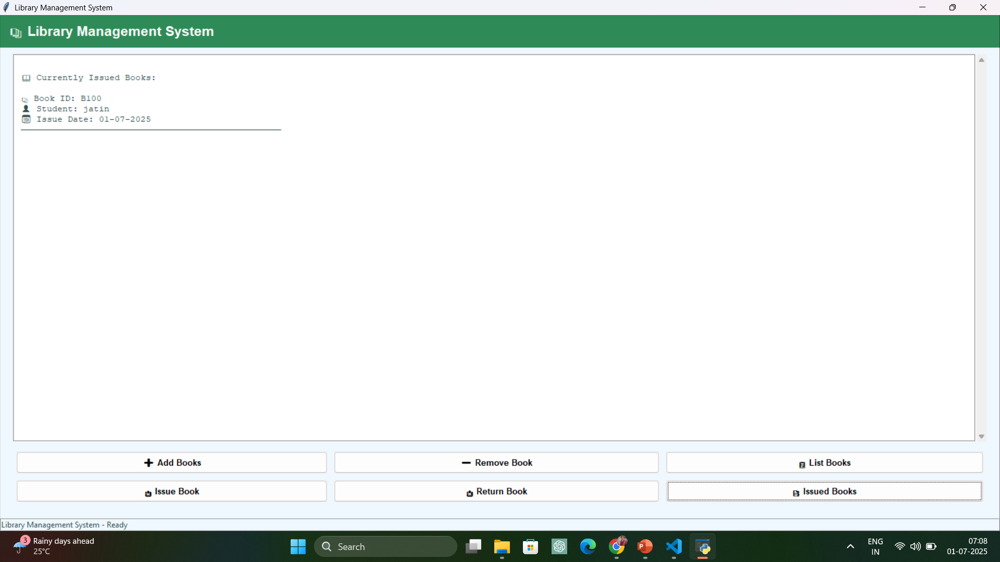 Library Management System
Library Management System
Currently Issued Books:
Book ID: B100
Student: jatin
Issue Date: 01-07-2025
Add Books
Remove Book
List Books
Issue Book
Return Book
Issued Books
Library Management System - Ready
3
Rainy days ahead
25°C
Search
P
ENG
IN
07:08
01-07-2025